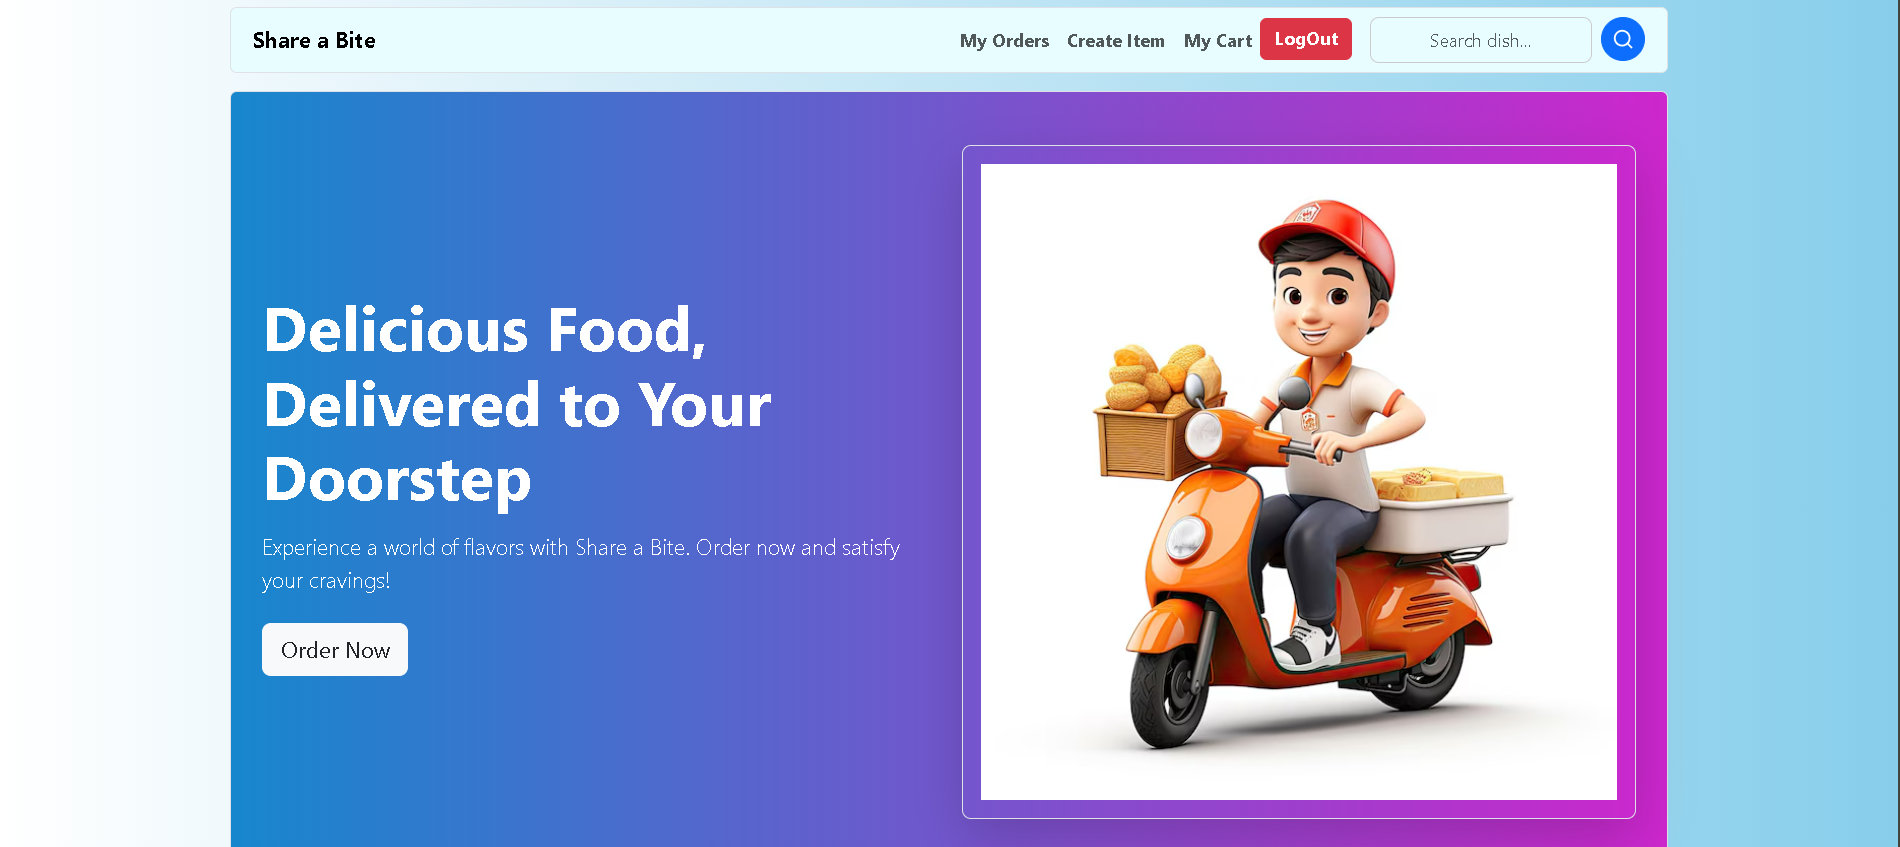 Share a Bite
My Orders Create Item My Cart LogOut Search dish...
Delicious Food,
Delivered to Your
Doorstep
Experience a world of flavors with Share a Bite. Order now and satisfy
your cravings!
Order Now